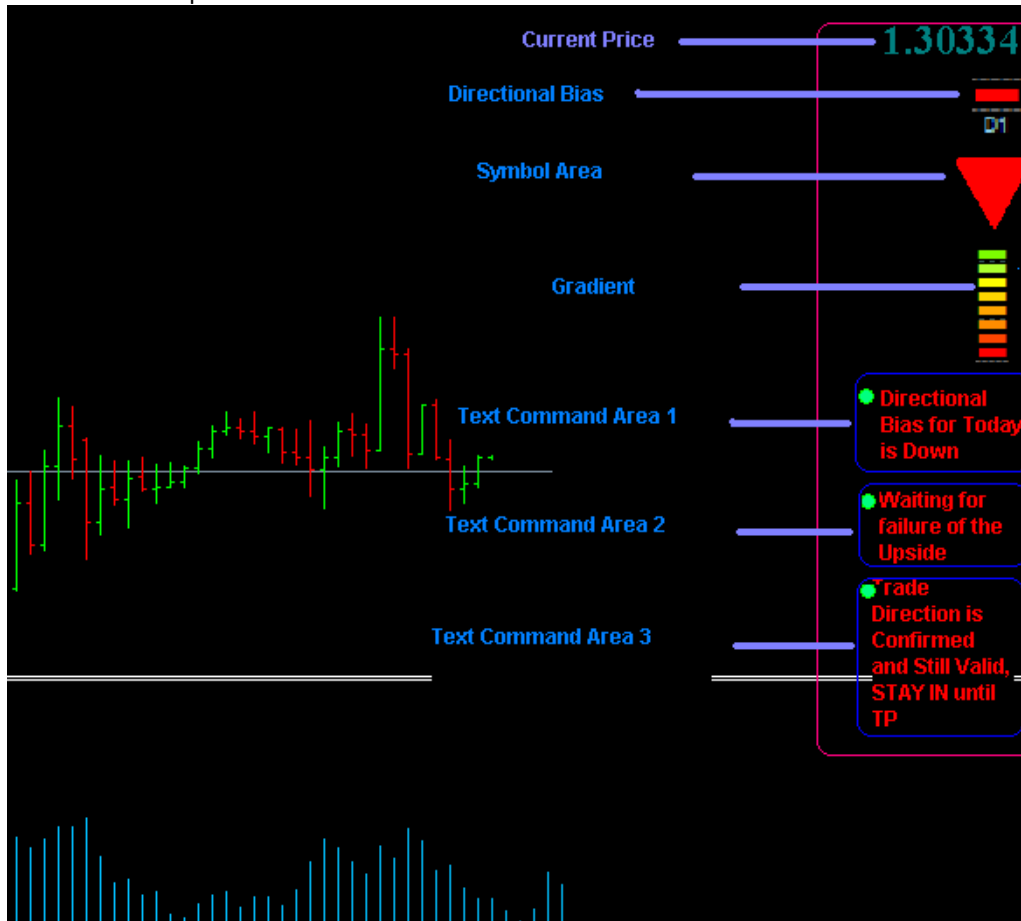 Current Price
1.30334
Directional Bias
D1
Symbol Area
Gradient
Text Command Area 1
Directional
Bias for Today
is Down
Text Command Area 2
Waiting for
failure of the
Upside
Text Command Area 3
Trade
Direction is
Confirmed
and Still Valid,
STAY IN until
TP